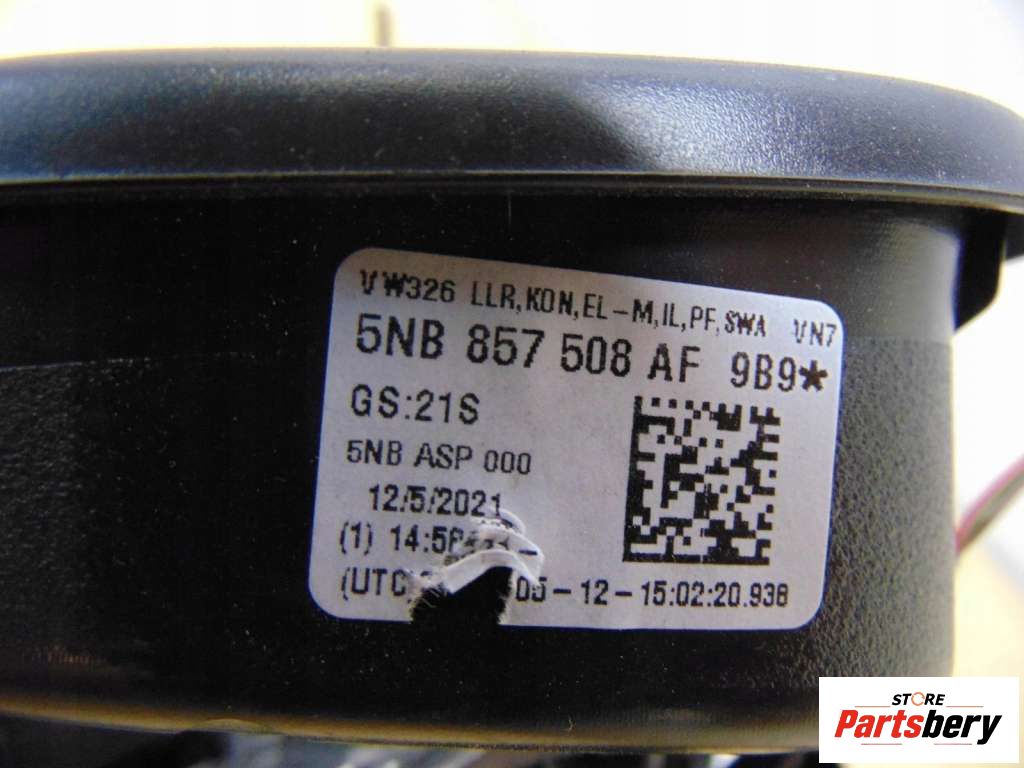 VW326 LLR,KON,EL-M,IL,PF,SWA VN7
5NB 857 508 AF 9B9*
GS:21S
5NB ASP 000
12/5/2021
(1) 14:5
(UTC) 05-12-15:02:20.938
STORE
Partsbery